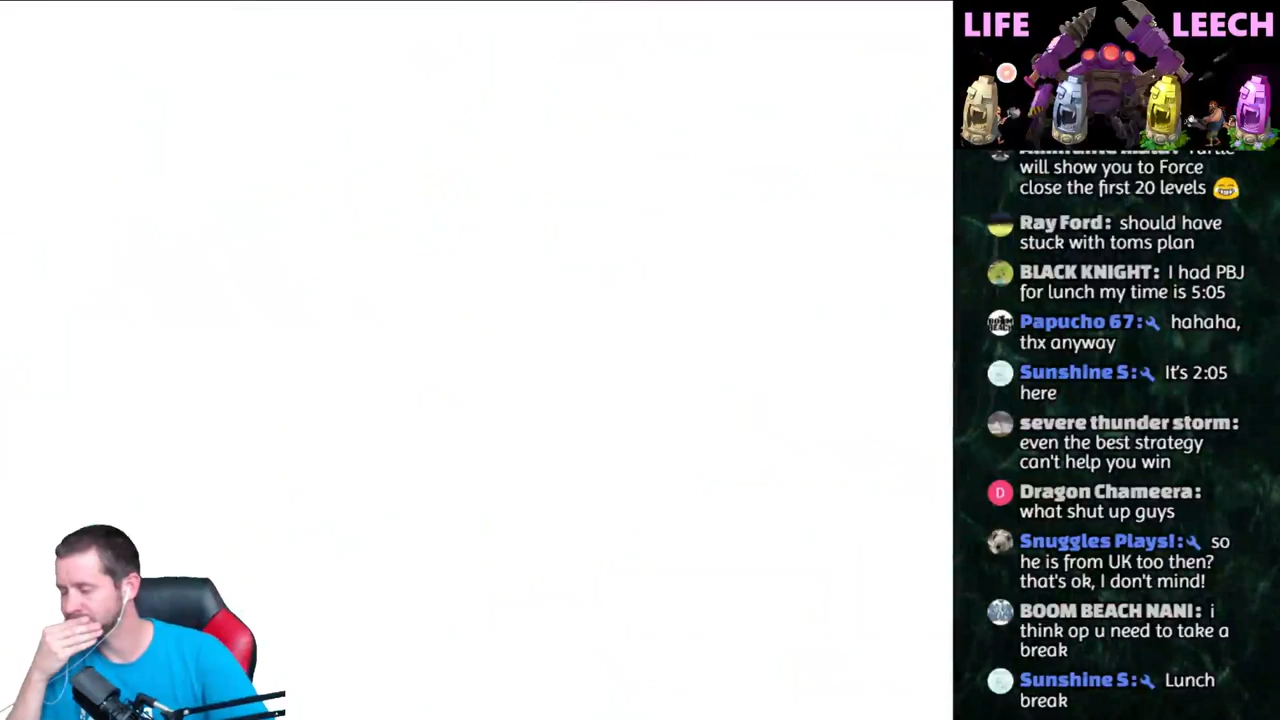 LIFE LEECH
will show you to Force
close the first 20 levels
Ray Ford: should have
stuck with toms plan
BLACK KNIGHT: I had PBJ
for lunch my time is 5:05
Papucho 67: hahaha,
thx anyway
Sunshine S: It's 2:05
here
severe thunder storm:
even the best strategy
can't help you win
D Dragon Chameera:
what shut up guys
Snuggles Plays!: so
he is from UK too then?
that's ok, I don't mind!
BOOM BEACH NANI: i
think op u need to take a
break
Sunshine S: Lunch
break